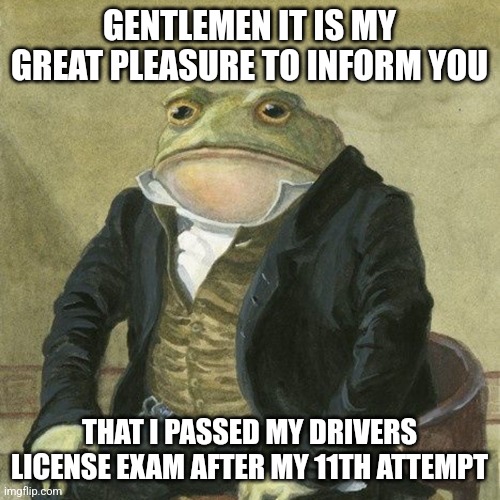 GENTLEMEN IT IS MY
GREAT PLEASURE TO INFORM YOU
THAT I PASSED MY DRIVERS
LICENSE EXAM AFTER MY 11TH ATTEMPT
imgflip.com